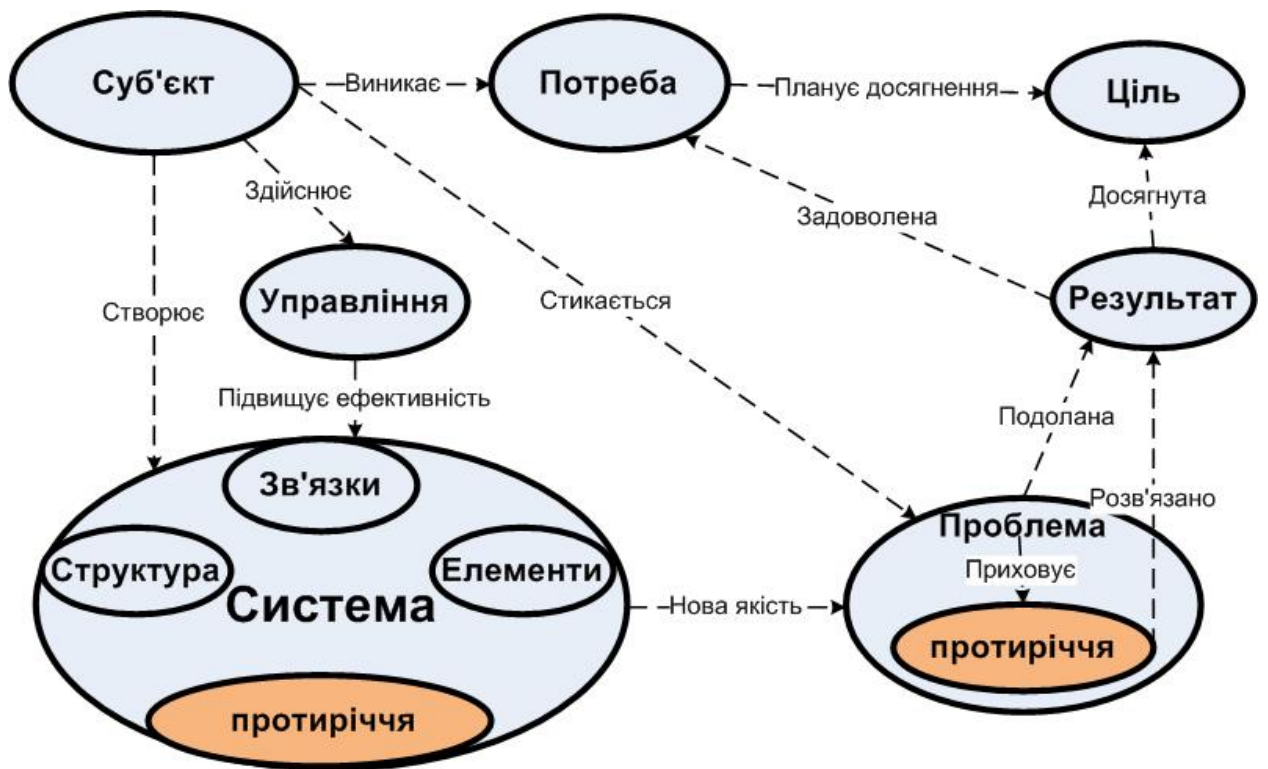 Суб'єкт
Виникає
Потреба
Планує досягнення
Ціль
Здійснює
Задоволена
Досягнута
Створює
Управління
Стикається
Результат
Підвищує ефективність
Подолана
Зв'язки
Розв'язано
Проблема
Структура
Елементи
Приховує
Система
Нова якість
протиріччя
протиріччя